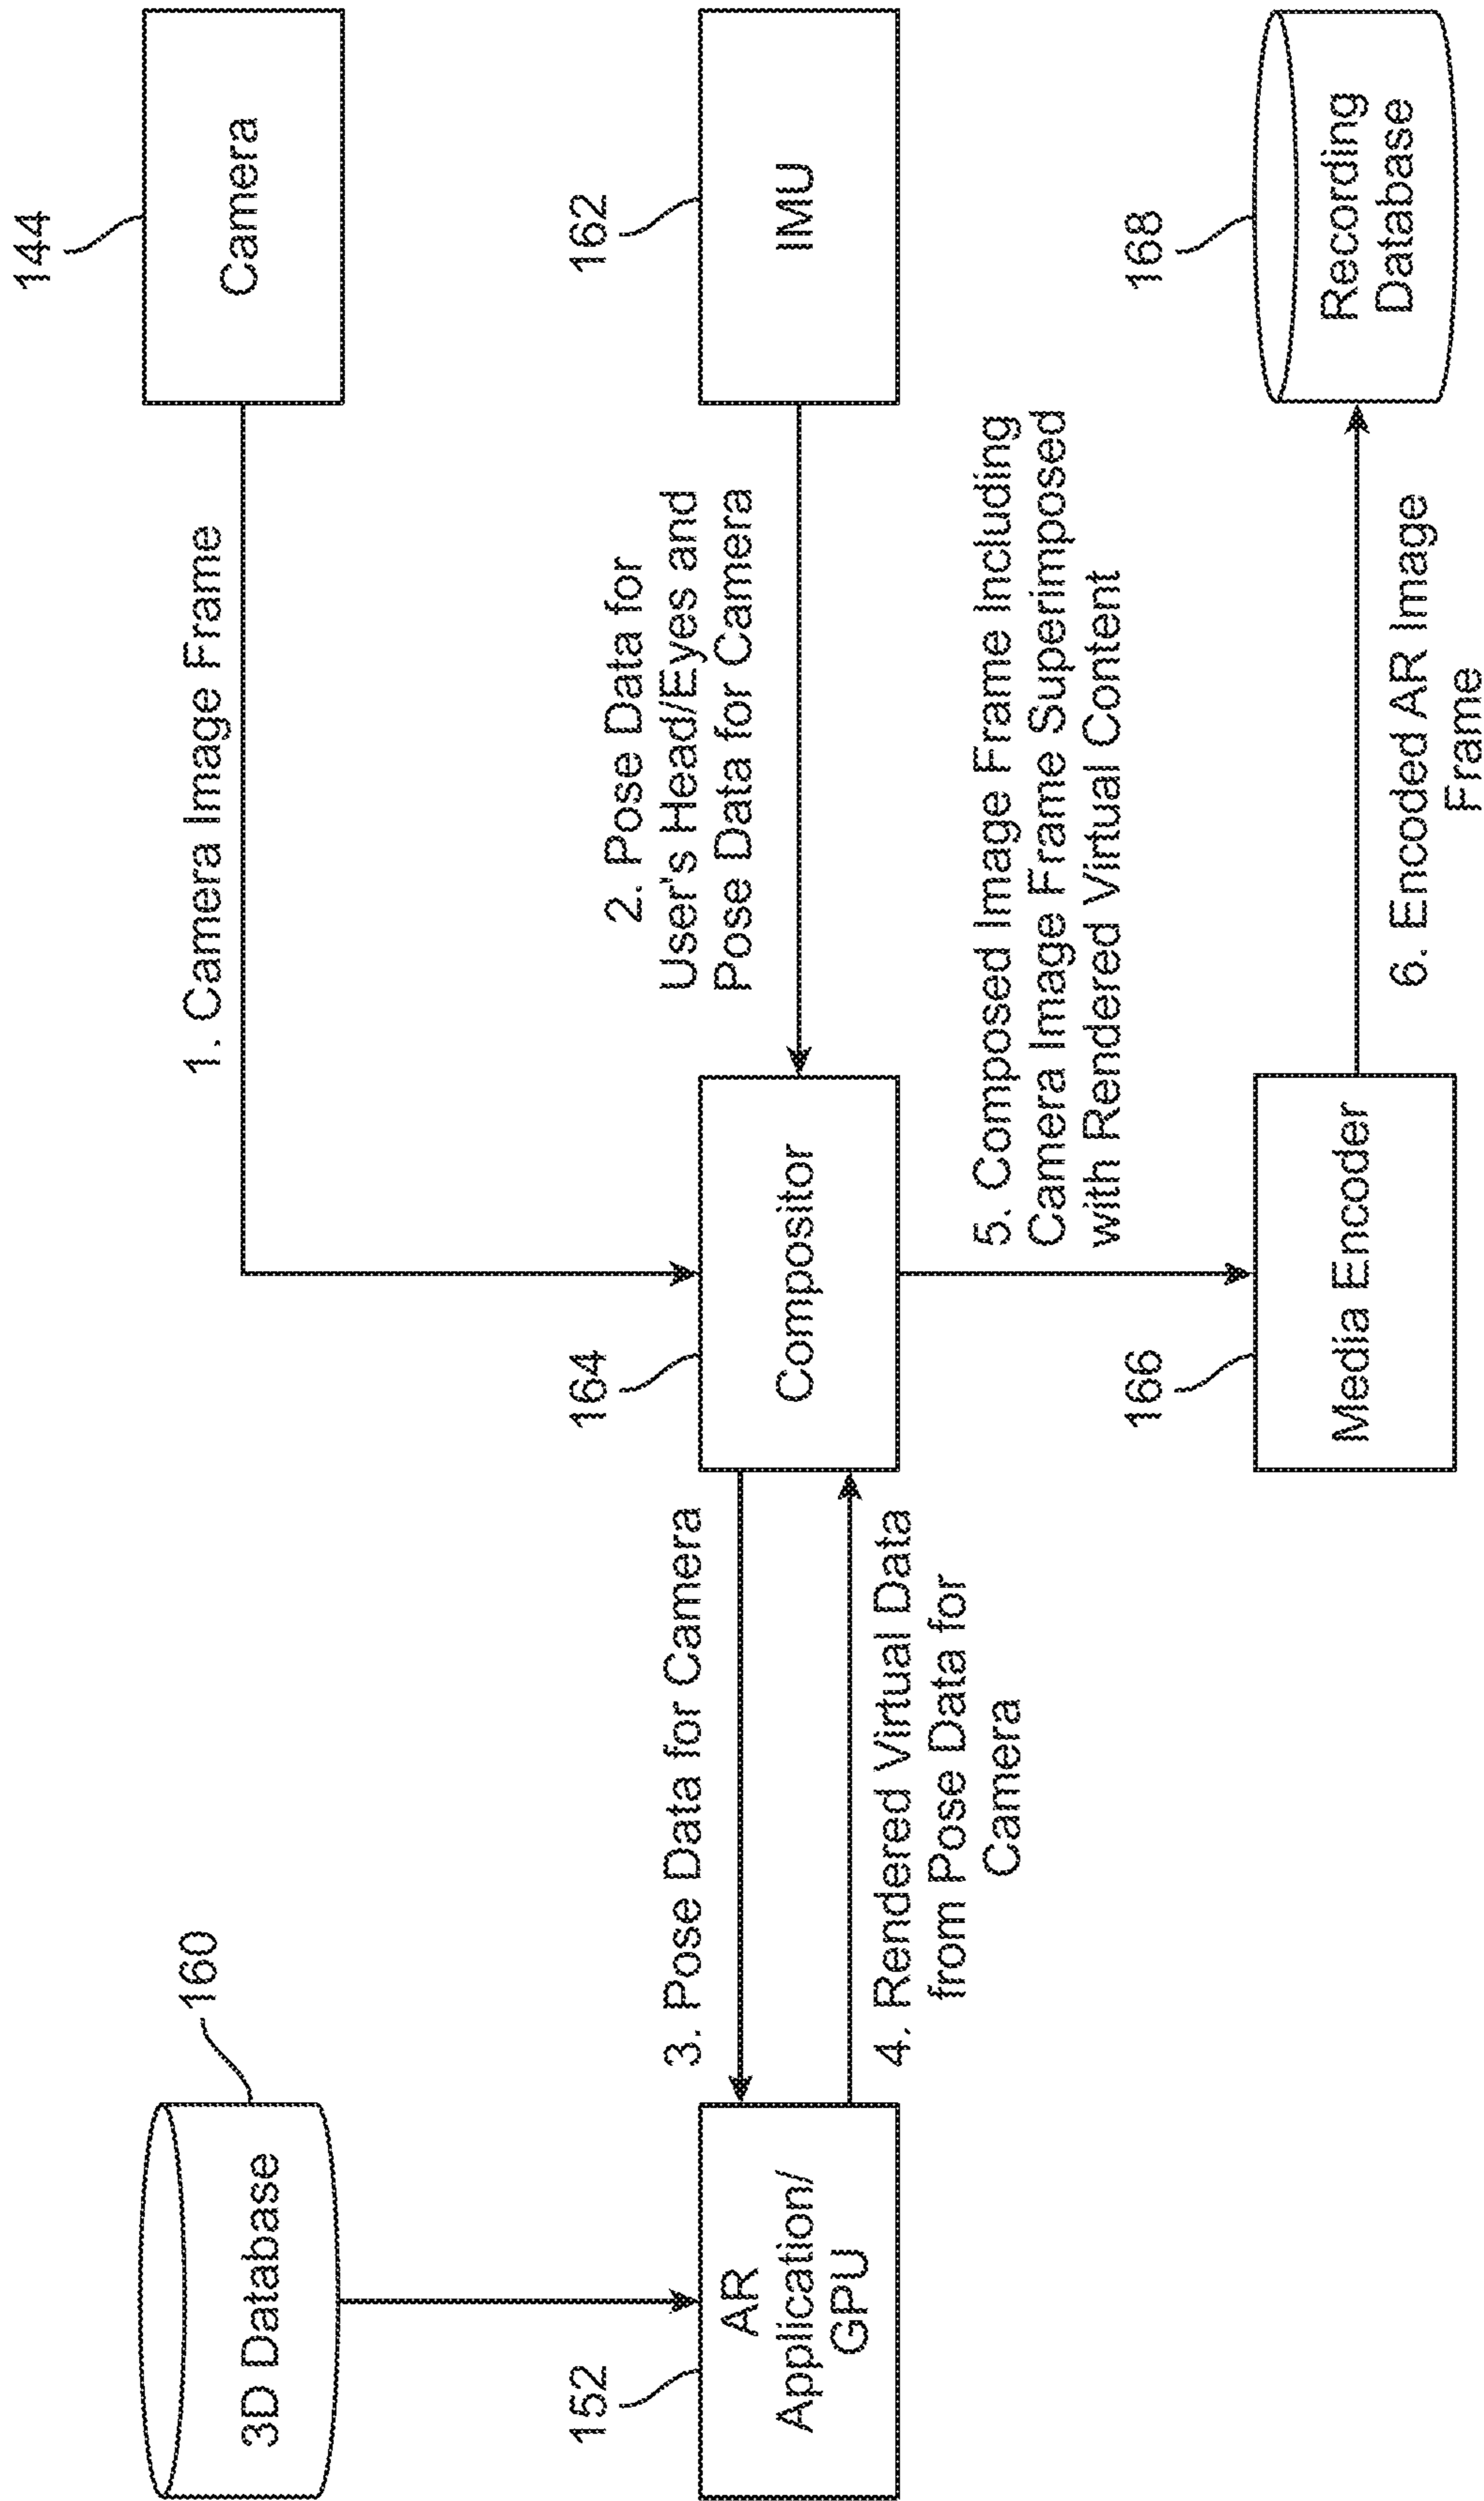 160
3D Database
152
AR
Application/
GPU
3. Pose Data for Camera
4. Rendered Virtual Data
from Pose Data for
Camera
1. Camera Image Frame
144
Camera
2. Pose Data for
User's Head/Eyes and
Pose Data for Camera
162
IMU
164
Compositor
5. Composed Image Frame Including
Camera Image Frame Superimposed
with Rendered Virtual Content
166
Media Encoder
6. Encoded AR Image
Frame
168
Recording
Database